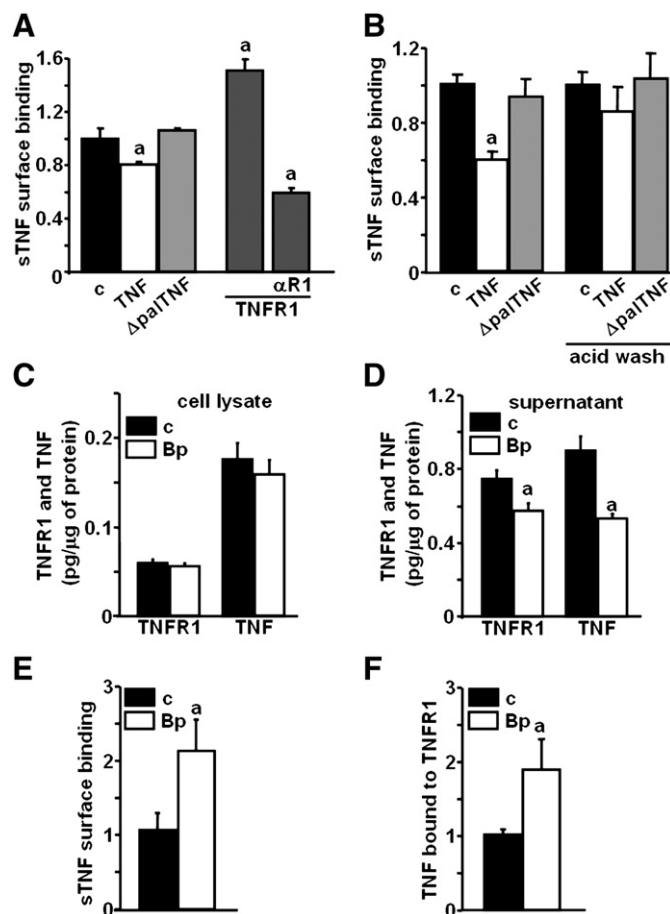 A
sTNF surface binding
1.6
1.2
0.8
0.4
0
a
a
a
c
TNF
ΔpalTNF
αR1
TNFR1
B
sTNF surface binding
1.2
0.8
0.4
0
a
c
TNF
ΔpalTNF
c
TNF
ΔpalTNF
acid wash
C
cell lysate
c
Bp
TNFR1 and TNF
(pg/μg of protein)
0.2
0.1
0
TNFR1
TNF
D
supernatant
c
Bp
TNFR1 and TNF
(pg/μg of protein)
1.2
0.8
0.4
0
a
a
TNFR1
TNF
E
c
Bp
a
sTNF surface binding
3
2
1
0
F
c
Bp
a
TNF bound to TNFR1
3
2
1
0